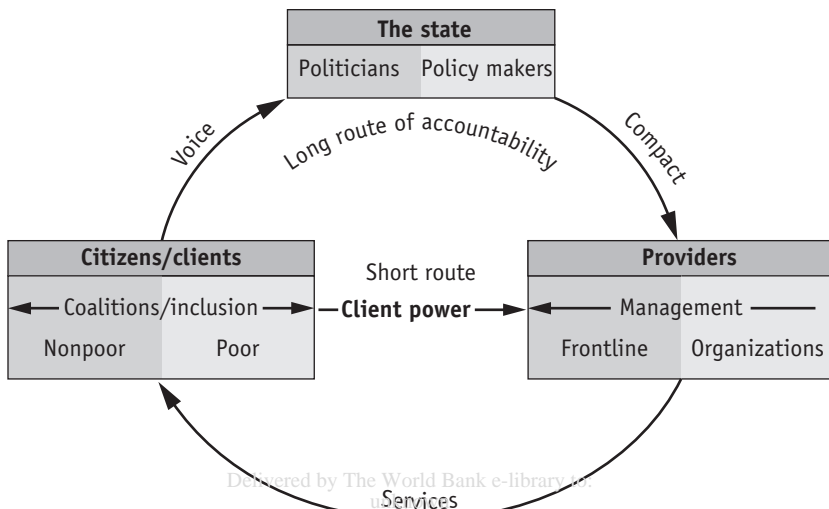 The state
Politicians Policy makers
Voice
Long route of accountability
Compact
Citizens/clients
Coalitions/inclusion
Nonpoor Poor
Short route
Client power
Providers
Management
Frontline Organizations
Delivered by The World Bank e-library to:
unknown
Services